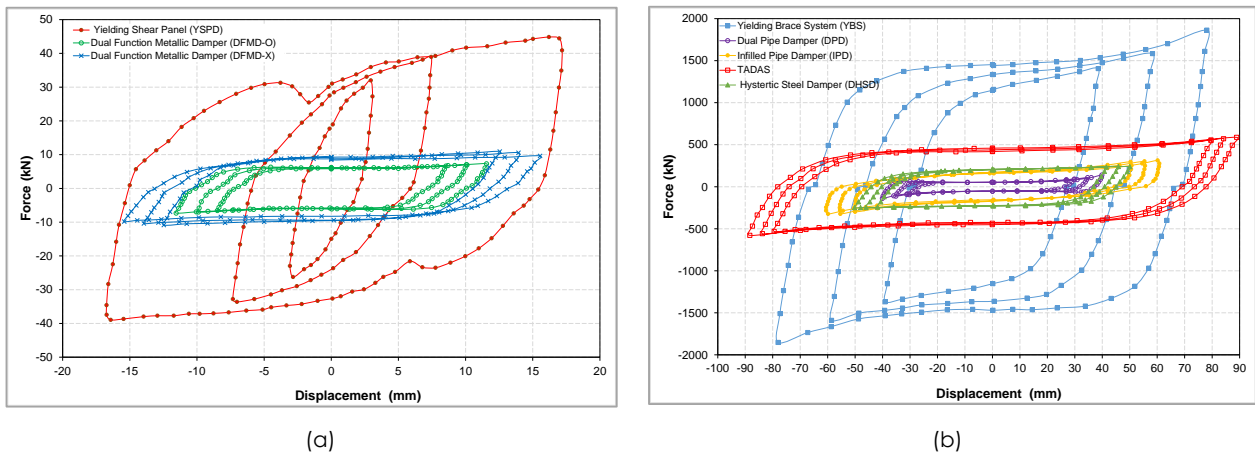 50
40
30
20
10
0
-10
-20
-30
-40
-50
-20
-15
-10
-5
0
5
10
15
20
Force (kN)
Displacement (mm)
Yielding Shear Panel (YSPD)
Dual Function Metallic Damper (DFMD-O)
Dual Function Metallic Damper (DFMD-X)
(a)
2000
1500
1000
500
0
-500
-1000
-1500
-2000
-100 -90 -80 -70 -60 -50 -40 -30 -20 -10 0 10 20 30 40 50 60 70 80 90
Force (kN)
Displacement (mm)
Yielding Brace System (YBS)
Dual Pipe Damper (DPD)
Infilled Pipe Damper (IPD)
TADAS
Hystertic Steel Damper (DHSD)
(b)